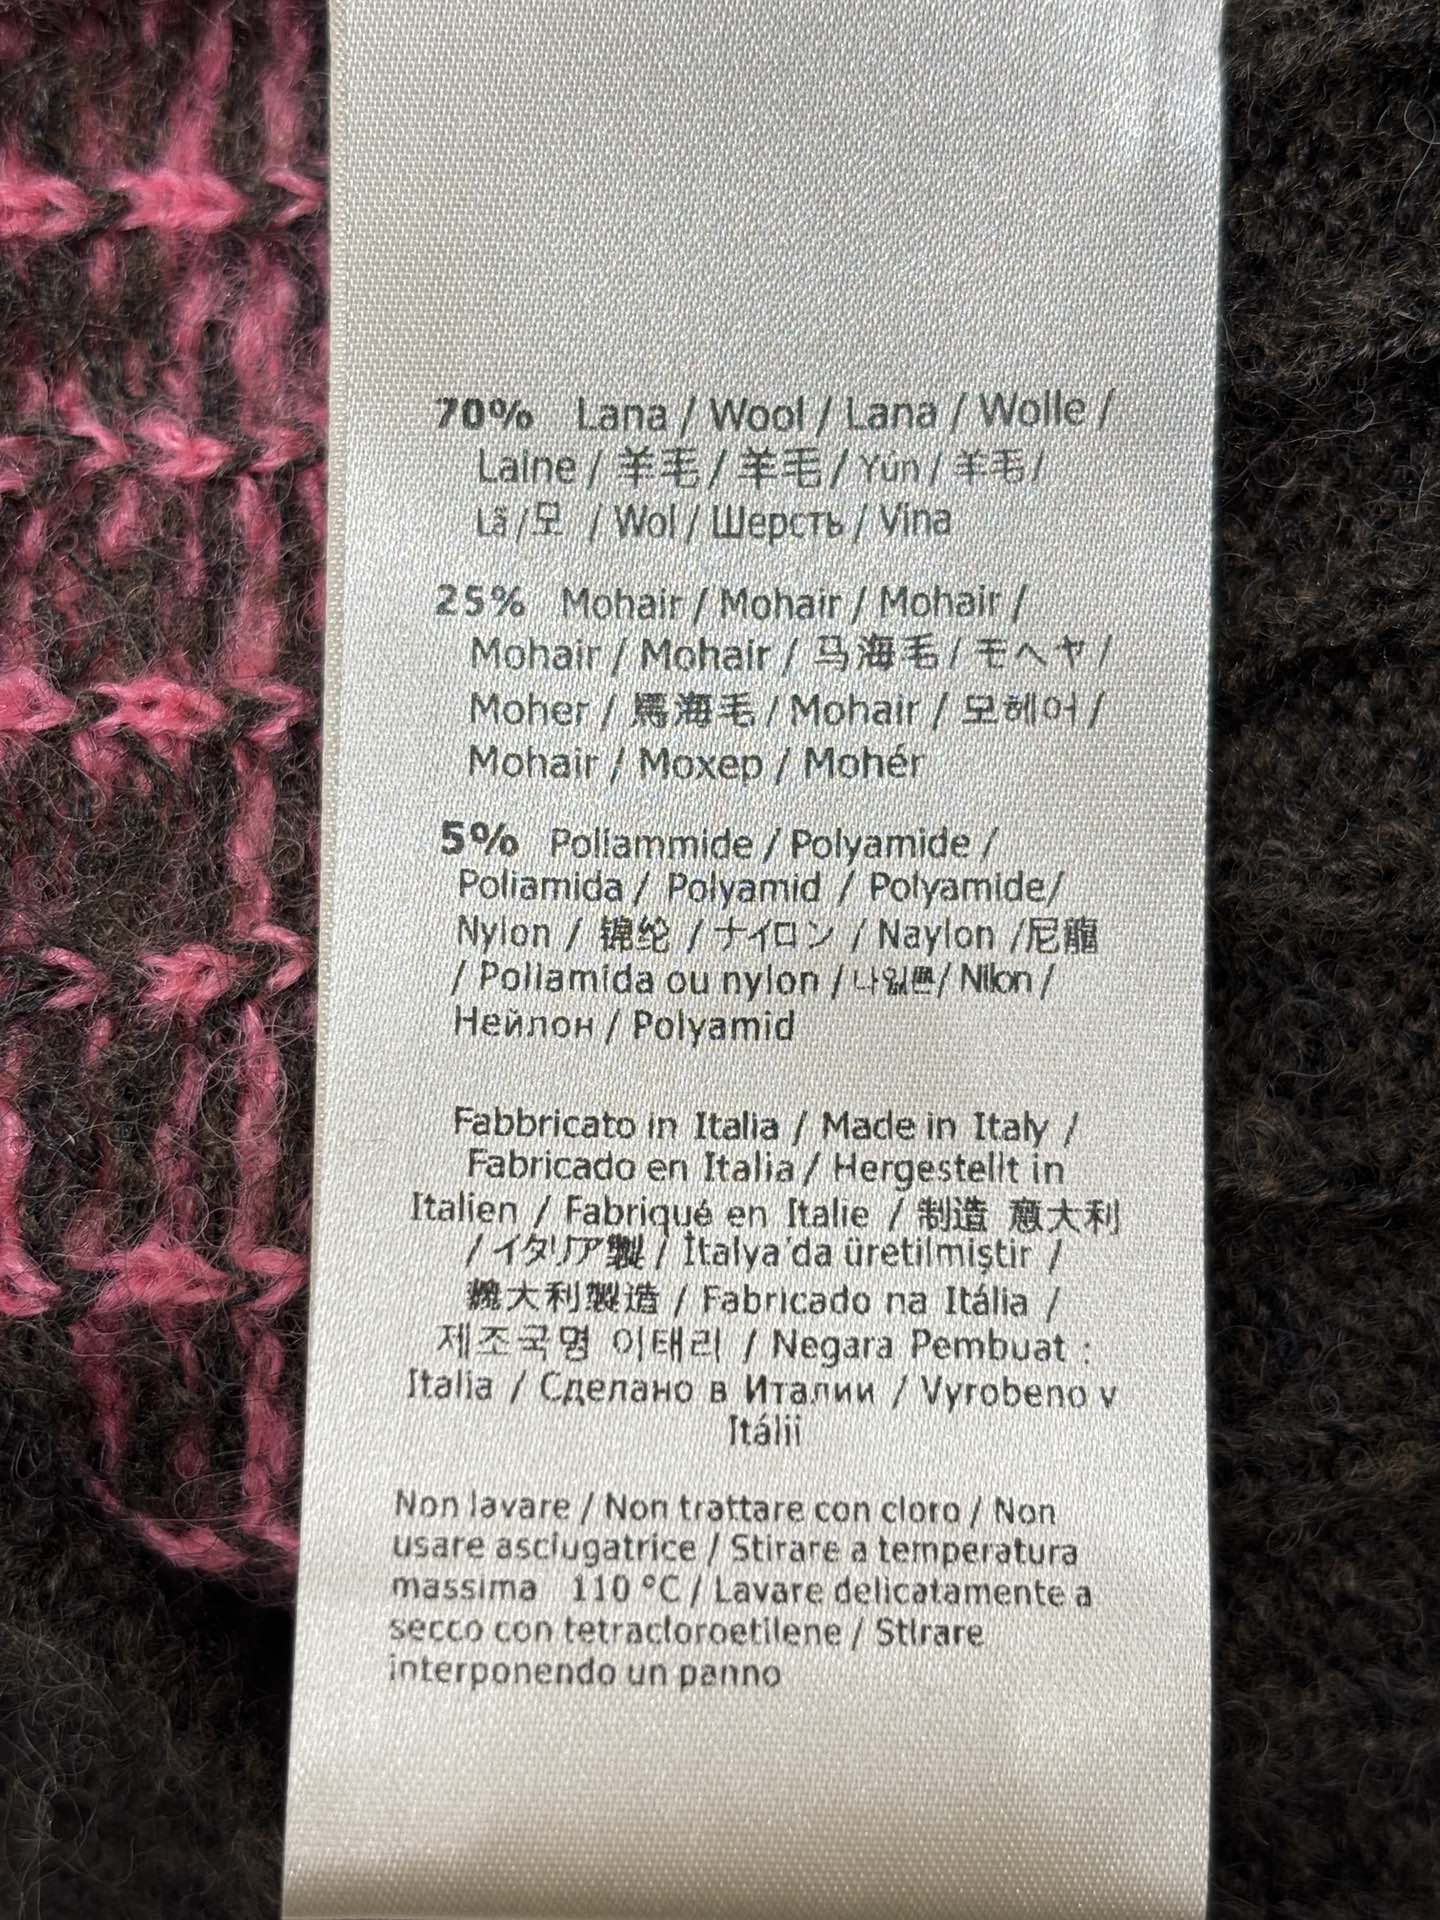 70% Lana / Wool / Lana / Wolle /
Laine / 羊毛 / 羊毛 / Yün / 羊毛 /
Lã / 모 / Wol / Шерсть / Vlna
25% Mohair / Mohair / Mohair /
Mohair / Mohair / 马海毛 / モヘヤ /
Moher / 馬海毛 / Mohair / 모헤어 /
Mohair / Мохер / Mohér
5% Poliammide / Polyamide /
Poliamida / Polyamid / Polyamide/
Nylon / 锦纶 / ナイロン / Naylon /尼龍
/ Poliamida ou nylon / / Nilon /
Нейлон / Polyamid
Fabbricato in Italia / Made in Italy /
Fabricado en Italia / Hergestellt in
Italien / Fabriqué en Italie / 制造 意大利
/ イタリア製 / İtalya'da üretilmiştir /
大利製造 / Fabricado na Itália /
제조국명 이태리 / Negara Pembuat :
Italia / Сделано в Италии / Vyrobeno v
Itálii
Non lavare / Non trattare con cloro / Non
usare asciugatrice / Stirare a temperatura
massima 110 °C / Lavare delicatamente a
secco con tetracloroetilene / Stirare
interponendo un panno